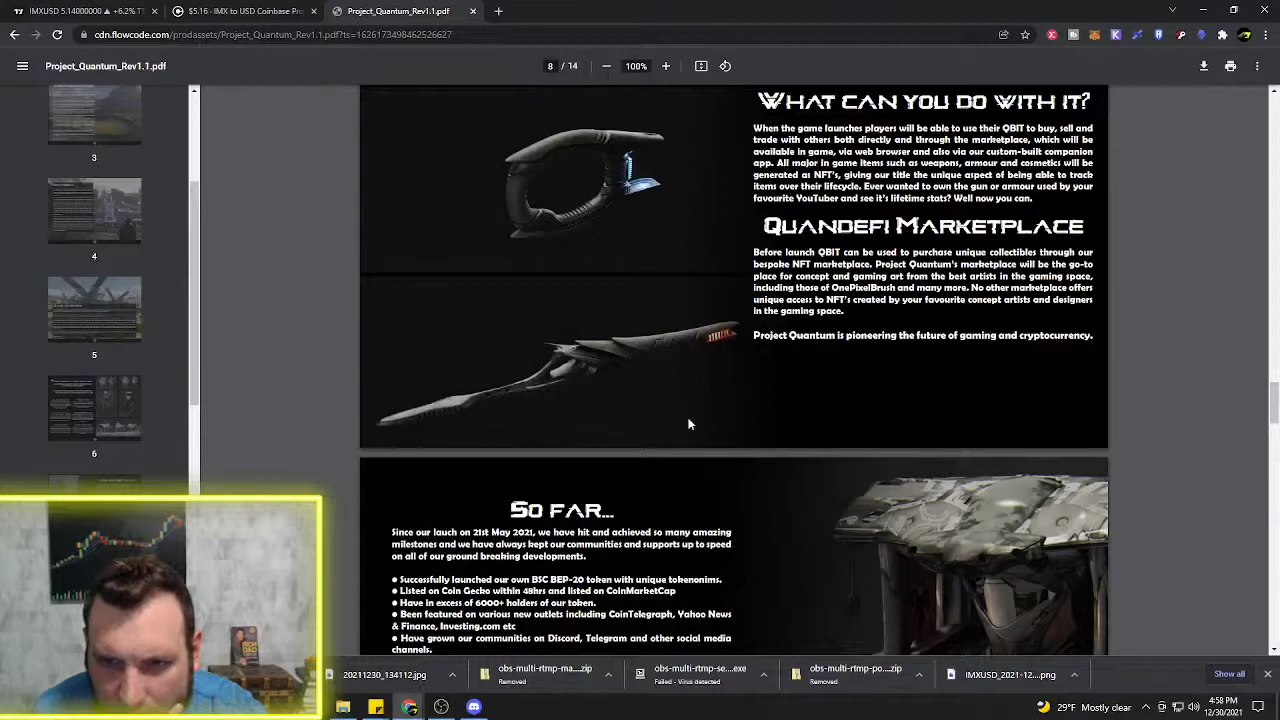 IMXUSD 5.14000000 ▲ +6.2%
$5.16 - IMX to USD Coinbase Pro
Project_Quantum_Rev1.1.pdf
cdn.flowcode.com/prodassets/Project_Quantum_Rev1.1.pdf?ts=1626173498462526627
Project_Quantum_Rev1.1.pdf
8 / 14
100%
3
4
5
6
What can you do with it?
When the game launches players will be able to use their QBIT to buy, sell and
trade with others both directly and through the marketplace, which will be
available in game, via web browser and also via our custom-built companion
app. All major in game items such as weapons, armour and cosmetics will be
generated as NFT's, giving our title the unique aspect of being able to track
items over their lifecycle. Ever wanted to own the gun or armour used by your
favourite YouTuber and see it's lifetime stats? Well now you can.
Quandefi Marketplace
Before launch QBIT can be used to purchase unique collectibles through our
bespoke NFT marketplace. Project Quantum's marketplace will be the go-to
place for concept and gaming art from the best artists in the gaming space,
including those of OnePixelBrush and many more. No other marketplace offers
unique access to NFT's created by your favourite concept artists and designers
in the gaming space.
Project Quantum is pioneering the future of gaming and cryptocurrency.
So far...
Since our lauch on 21st May 2021, we have hit and achieved so many amazing
milestones and we have always kept our communities and supports up to speed
on all of our ground breaking developments.
● Successfully launched our own BSC BEP-20 token with unique tokenonims.
● Listed on Coin Gecko within 48hrs and listed on CoinMarketCap
● Have in excess of 6000+ holders of our token.
● Been featured on various new outlets including CoinTelegraph, Yahoo News
& Finance, Investing.com etc
● Have grown our communities on Discord, Telegram and other social media
channels.
RICH
DAD
20211230_134112.jpg
obs-multi-rtmp-ma....zip
Removed
obs-multi-rtmp-se....exe
Failed - Virus detected
obs-multi-rtmp-po....zip
Removed
IMXUSD_2021-12-....png
Show all
29°F Mostly clear
4:58 PM
12/30/2021